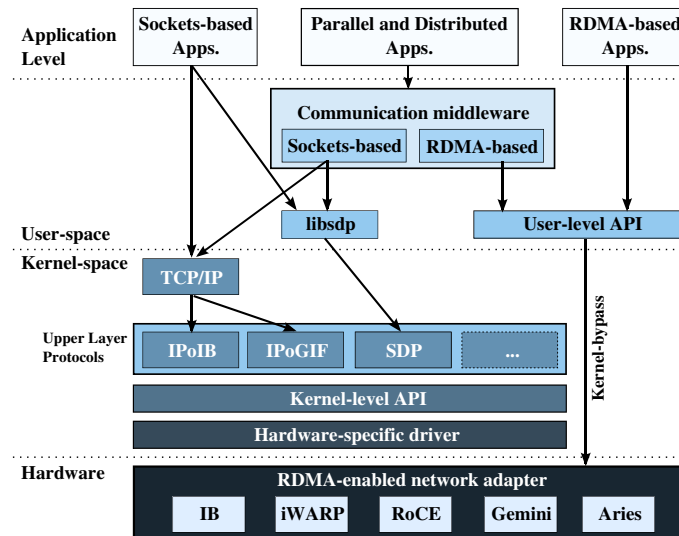 Application
Level
Sockets-based
Apps.
Parallel and Distributed
Apps.
RDMA-based
Apps.
Communication middleware
Sockets-based
RDMA-based
libsdp
User-level API
User-space
Kernel-space
TCP/IP
Upper Layer
Protocols
IPoIB
IPoGIF
SDP
...
Kernel-bypass
Kernel-level API
Hardware-specific driver
Hardware
RDMA-enabled network adapter
IB
iWARP
RoCE
Gemini
Aries